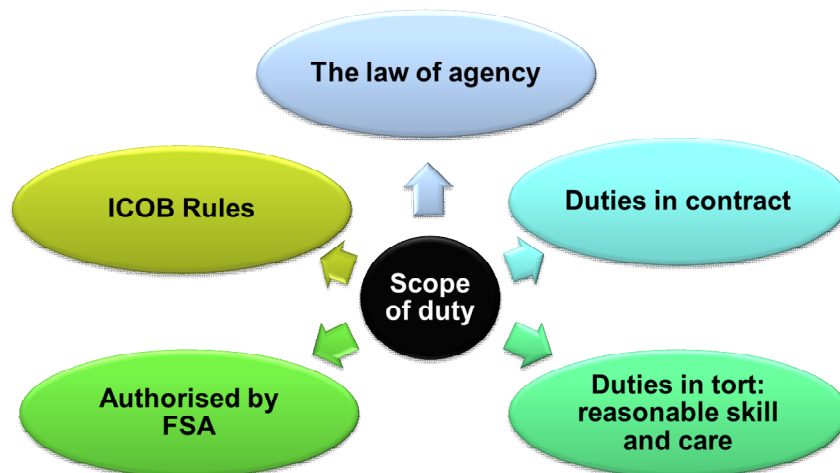 The law of agency
ICOB Rules
Duties in contract
Scope
of duty
Authorised by
FSA
Duties in tort:
reasonable skill
and care